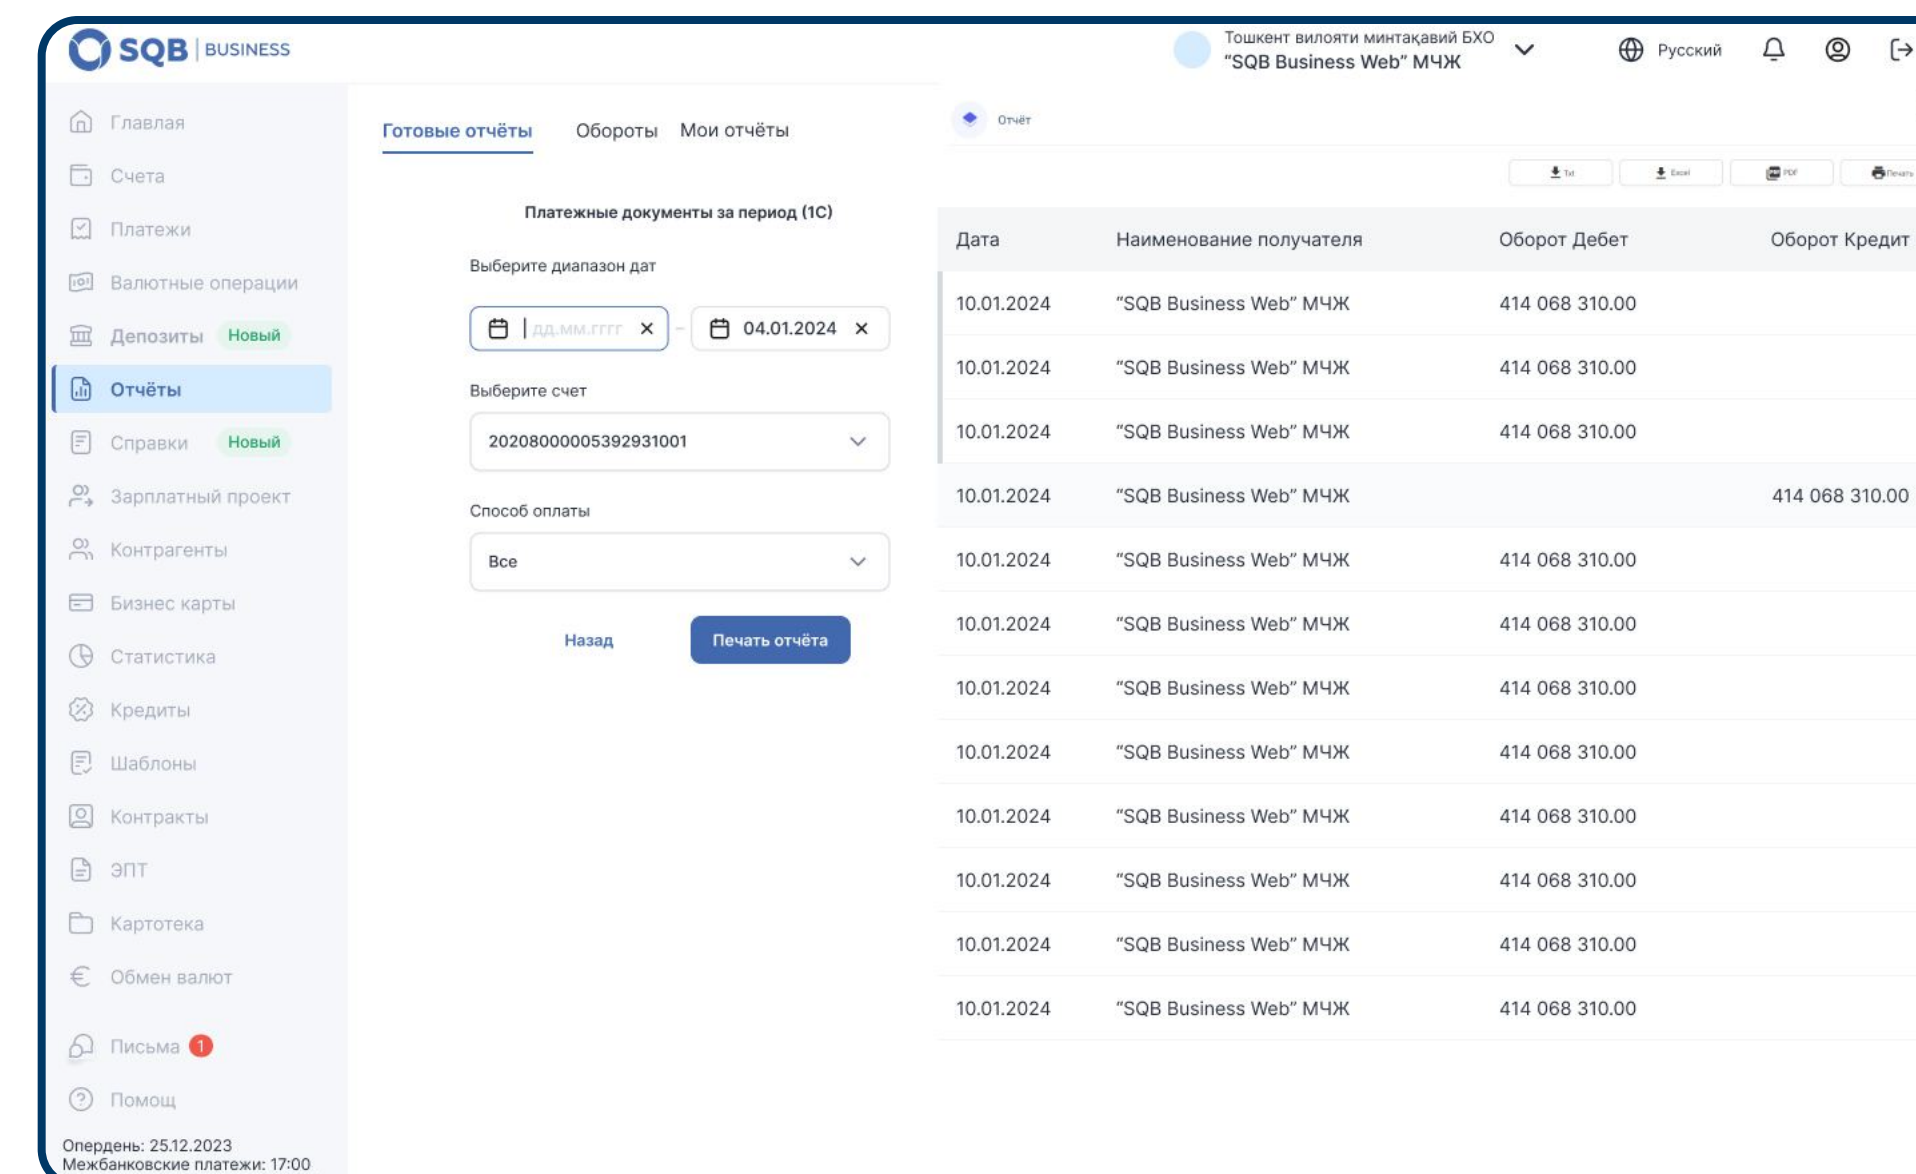 SQB BUSINESS
Тошкент вилояти минтақавий БХО
“SQB Business Web” МЧЖ
Русский
Главлая
Счета
Платежи
Валютные операции
Депозиты Новый
Отчёты
Справки Новый
Зарплатный проект
Контрагенты
Бизнес карты
Статистика
Кредиты
Шаблоны
Контракты
ЭПТ
Картотека
Обмен валют
Письма 1
Помощ
Опердень: 25.12.2023
Межбанковские платежи: 17:00
Готовые отчёты Обороты Мои отчёты
Платежные документы за период (1С)
Выберите диапазон дат
дд.мм.гггг – 04.01.2024
Выберите счет
20208000005392931001
Способ оплаты
Все
Назад Печать отчёта
Отчёт
Txt Excel PDF Печать
Дата Наименование получателя Оборот Дебет Оборот Кредит
10.01.2024 “SQB Business Web” МЧЖ 414 068 310.00
10.01.2024 “SQB Business Web” МЧЖ 414 068 310.00
10.01.2024 “SQB Business Web” МЧЖ 414 068 310.00
10.01.2024 “SQB Business Web” МЧЖ 414 068 310.00
10.01.2024 “SQB Business Web” МЧЖ 414 068 310.00
10.01.2024 “SQB Business Web” МЧЖ 414 068 310.00
10.01.2024 “SQB Business Web” МЧЖ 414 068 310.00
10.01.2024 “SQB Business Web” МЧЖ 414 068 310.00
10.01.2024 “SQB Business Web” МЧЖ 414 068 310.00
10.01.2024 “SQB Business Web” МЧЖ 414 068 310.00
10.01.2024 “SQB Business Web” МЧЖ 414 068 310.00
10.01.2024 “SQB Business Web” МЧЖ 414 068 310.00